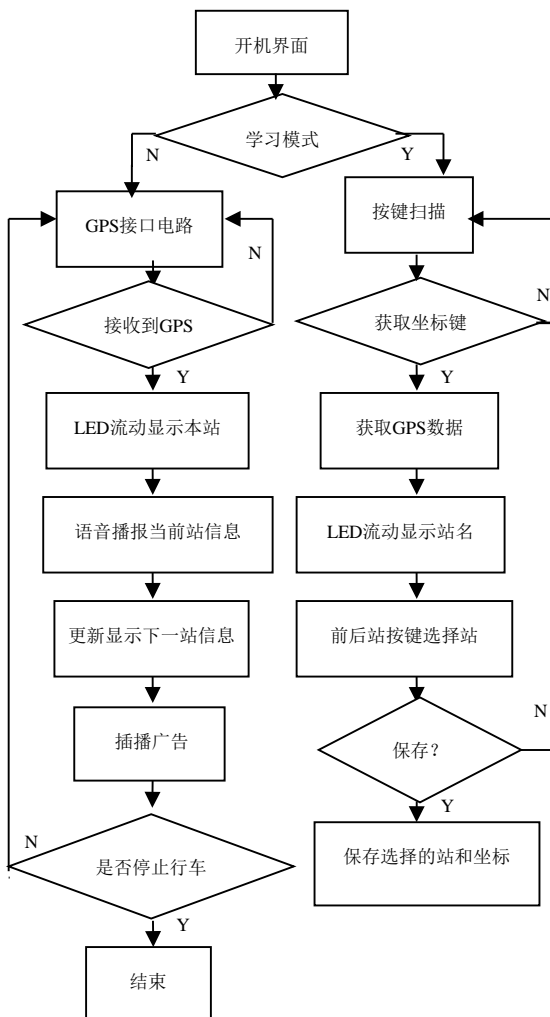 开机界面
学习模式
N
Y
GPS接口电路
按键扫描
N
接收到GPS
获取坐标键
N
Y
Y
LED流动显示本站
获取GPS数据
语音播报当前站信息
LED流动显示站名
更新显示下一站信息
前后站按键选择站
插播广告
保存？
N
Y
N
是否停止行车
保存选择的站和坐标
Y
结束